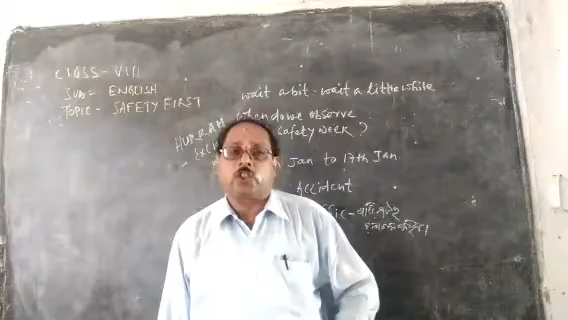 CLASS - VIII
SUB= ENGLISH
TOPIC - SAFETY FIRST
wait a bit - wait a little while
when do we observe
safety week ?
HURRAH
Jan to 17th Jan
Accident